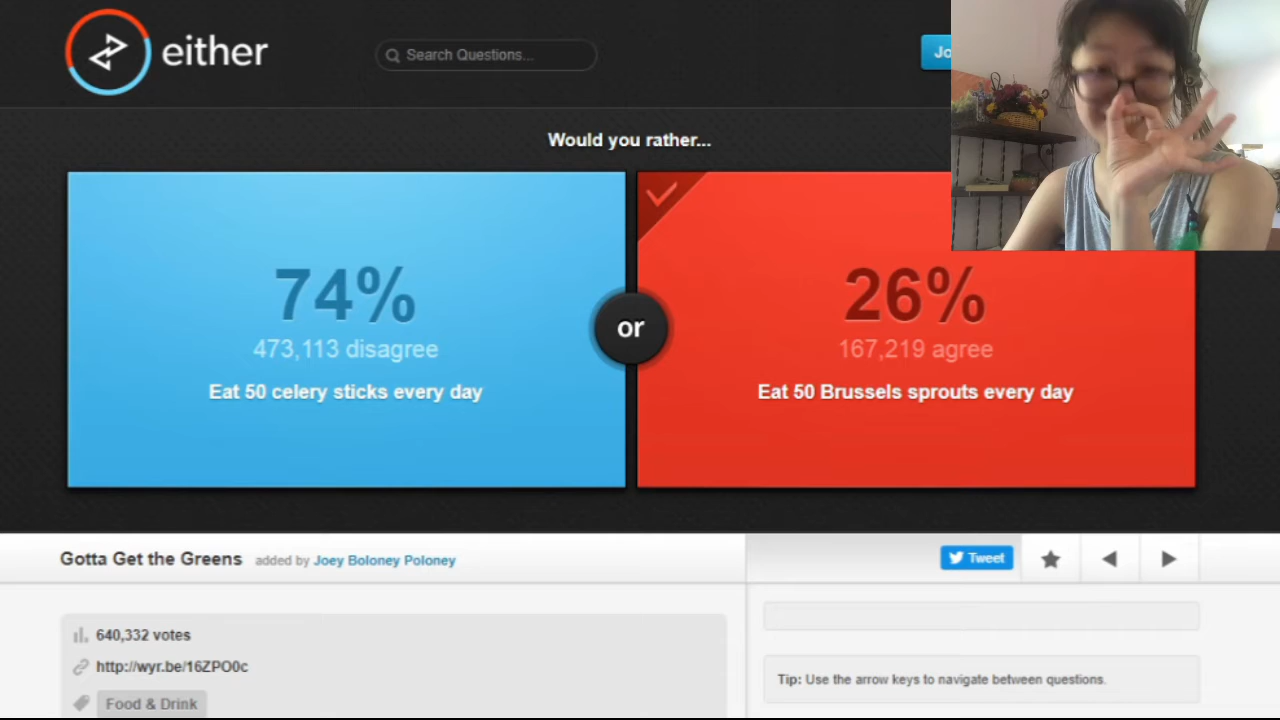 either
Search Questions...
Jo
Would you rather...
74%
473,113 disagree
Eat 50 celery sticks every day
or
26%
167,219 agree
Eat 50 Brussels sprouts every day
Gotta Get the Greens added by Joey Boloney Poloney
Tweet
640,332 votes
http://wyr.be/16ZPO0c
Food & Drink
Tip: Use the arrow keys to navigate between questions.